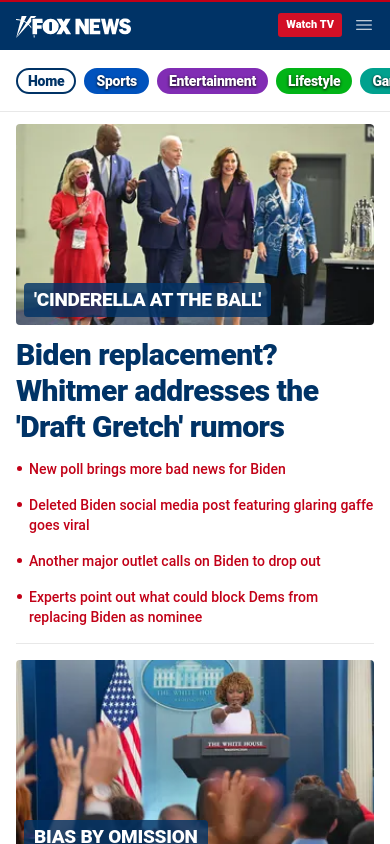 FOX NEWS
Watch TV
Home
Sports
Entertainment
Lifestyle
'CINDERELLA AT THE BALL'
Biden replacement?
Whitmer addresses the
'Draft Gretch' rumors
• New poll brings more bad news for Biden
• Deleted Biden social media post featuring glaring gaffe
goes viral
• Another major outlet calls on Biden to drop out
• Experts point out what could block Dems from
replacing Biden as nominee
THE WHITE HOUSE
THE WHITE HOUSE
BIAS BY OMISSION